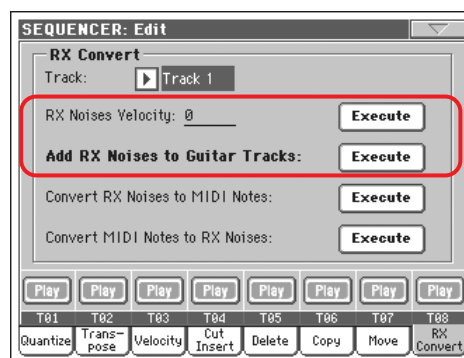 SEQUENCER: Edit
RX Convert
Track: Track 1
RX Noises Velocity: 0 Execute
Add RX Noises to Guitar Tracks: Execute
Convert RX Noises to MIDI Notes: Execute
Convert MIDI Notes to RX Noises: Execute
Play Play Play Play Play Play Play Play
T01 T02 T03 T04 T05 T06 T07 T08
Quantize Trans-pose Velocity Cut Insert Delete Copy Move RX Convert